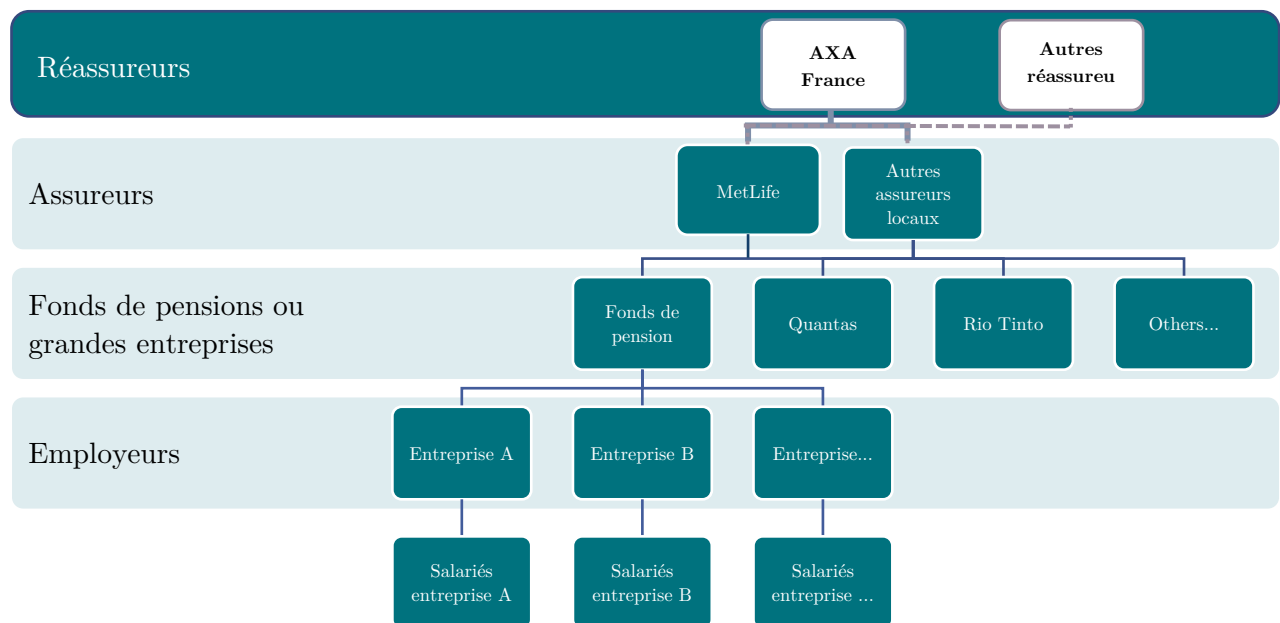 Réassureurs
AXA
France
Autres
réassureu
Assureurs
MetLife
Autres
assureurs
locaux
Fonds de pensions ou
grandes entreprises
Fonds de
pension
Quantas
Rio Tinto
Others...
Employeurs
Entreprise A
Entreprise B
Entreprise...
Salariés
entreprise A
Salariés
entreprise B
Salariés
entreprise ...